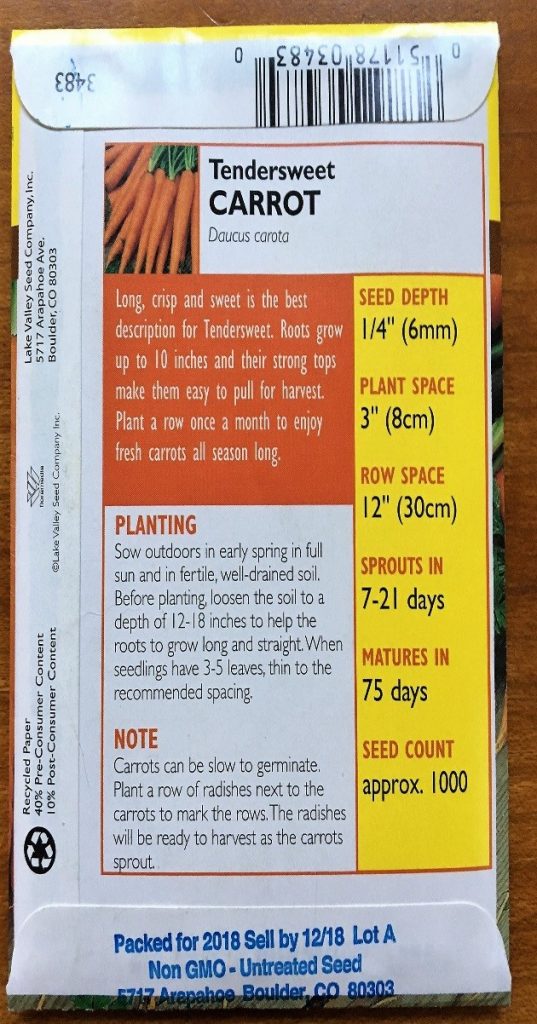 3483
0 51178 03483 0
Tendersweet
CARROT
Daucus carota
Long, crisp and sweet is the best
description for Tendersweet. Roots grow
up to 10 inches and their strong tops
make them easy to pull for harvest.
Plant a row once a month to enjoy
fresh carrots all season long.
PLANTING
Sow outdoors in early spring in full
sun and in fertile, well-drained soil.
Before planting, loosen the soil to a
depth of 12-18 inches to help the
roots to grow long and straight. When
seedlings have 3-5 leaves, thin to the
recommended spacing.
NOTE
Carrots can be slow to germinate.
Plant a row of radishes next to the
carrots to mark the rows. The radishes
will be ready to harvest as the carrots
sprout.
SEED DEPTH
1/4" (6mm)
PLANT SPACE
3" (8cm)
ROW SPACE
12" (30cm)
SPROUTS IN
7-21 days
MATURES IN
75 days
SEED COUNT
approx. 1000
Lake Valley Seed Company, Inc.
5717 Arapahoe Ave.
Boulder, CO 80303
©Lake Valley Seed Company Inc.
Recycled Paper
40% Pre-Consumer Content
10% Post-Consumer Content
Packed for 2018 Sell by 12/18 Lot A
Non GMO - Untreated Seed
5717 Arapahoe Boulder, CO 80303